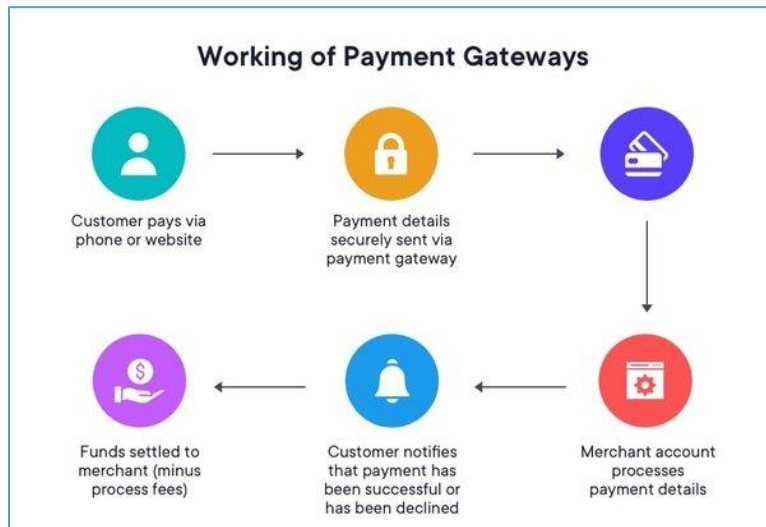 Working of Payment Gateways
Customer pays via
phone or website
Payment details
securely sent via
payment gateway
Funds settled to
merchant (minus
process fees)
Customer notifies
that payment has
been successful or
has been declined
Merchant account
processes
payment details